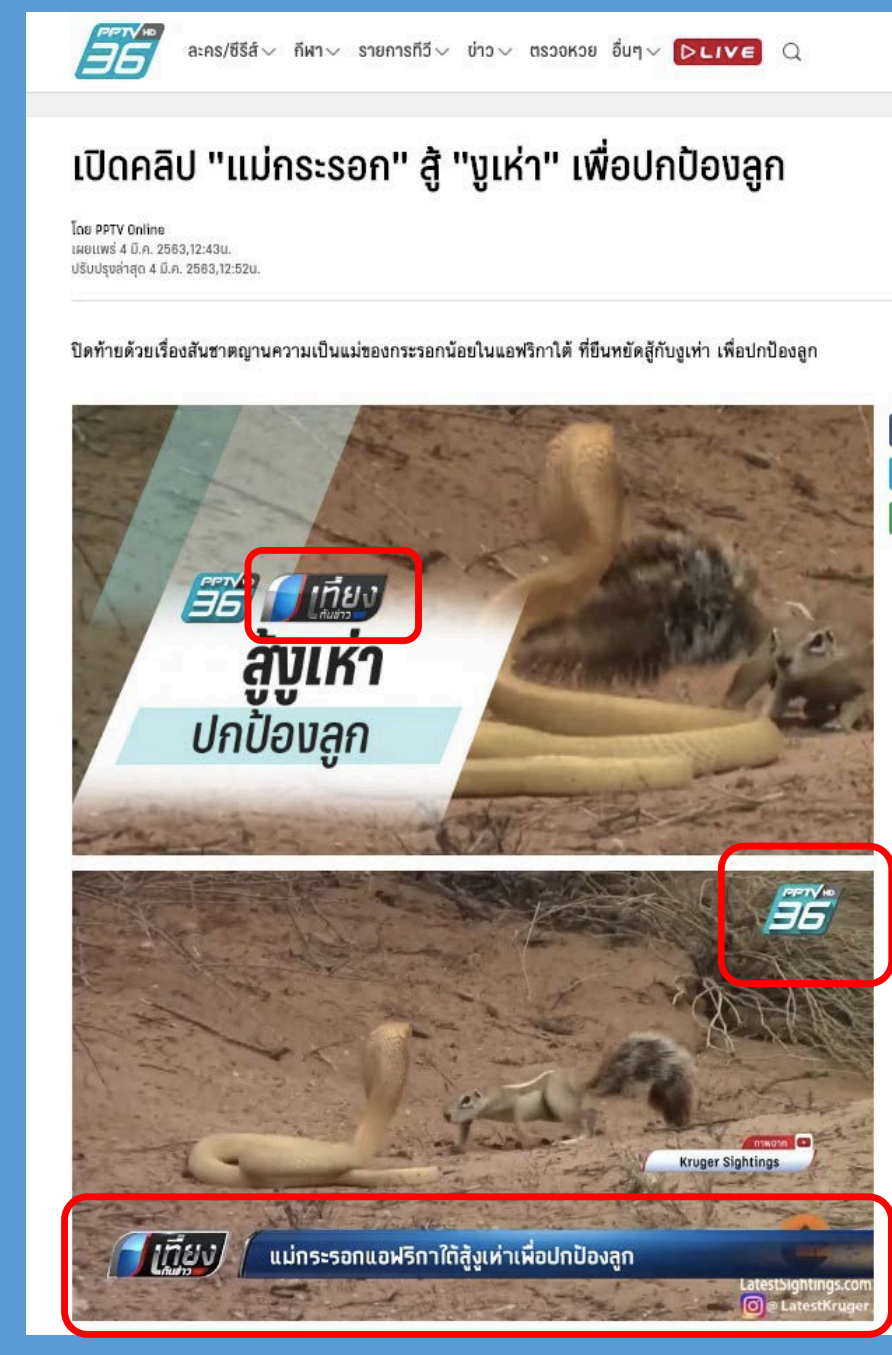 PPTV HD
36
ละคร/ซีรีส์ กีฬา รายการทีวี ข่าว ตรวจหวย อื่นๆ LIVE
เปิดคลิป "แม่กระรอก" สู้ "งูเห่า" เพื่อปกป้องลูก
โดย PPTV Online
เผยแพร่ 4 มี.ค. 2563,12:43น.
ปรับปรุงล่าสุด 4 มี.ค. 2563,12:52น.
ปิดท้ายด้วยเรื่องสันชาตญานความเป็นแม่ของกระรอกน้อยในแอฟริกาใต้ ที่ยืนหยัดสู้กับงูเห่า เพื่อปกป้องลูก
PPTV HD
36 เที่ยง
ทันข่าว
สู้งูเห่า
ปกป้องลูก
PPTV HD
36
ภาพจาก
Kruger Sightings
เที่ยง
ทันข่าว
แม่กระรอกแอฟริกาใต้สู้งูเห่าเพื่อปกป้องลูก
LatestSightings.com
@ LatestKruger